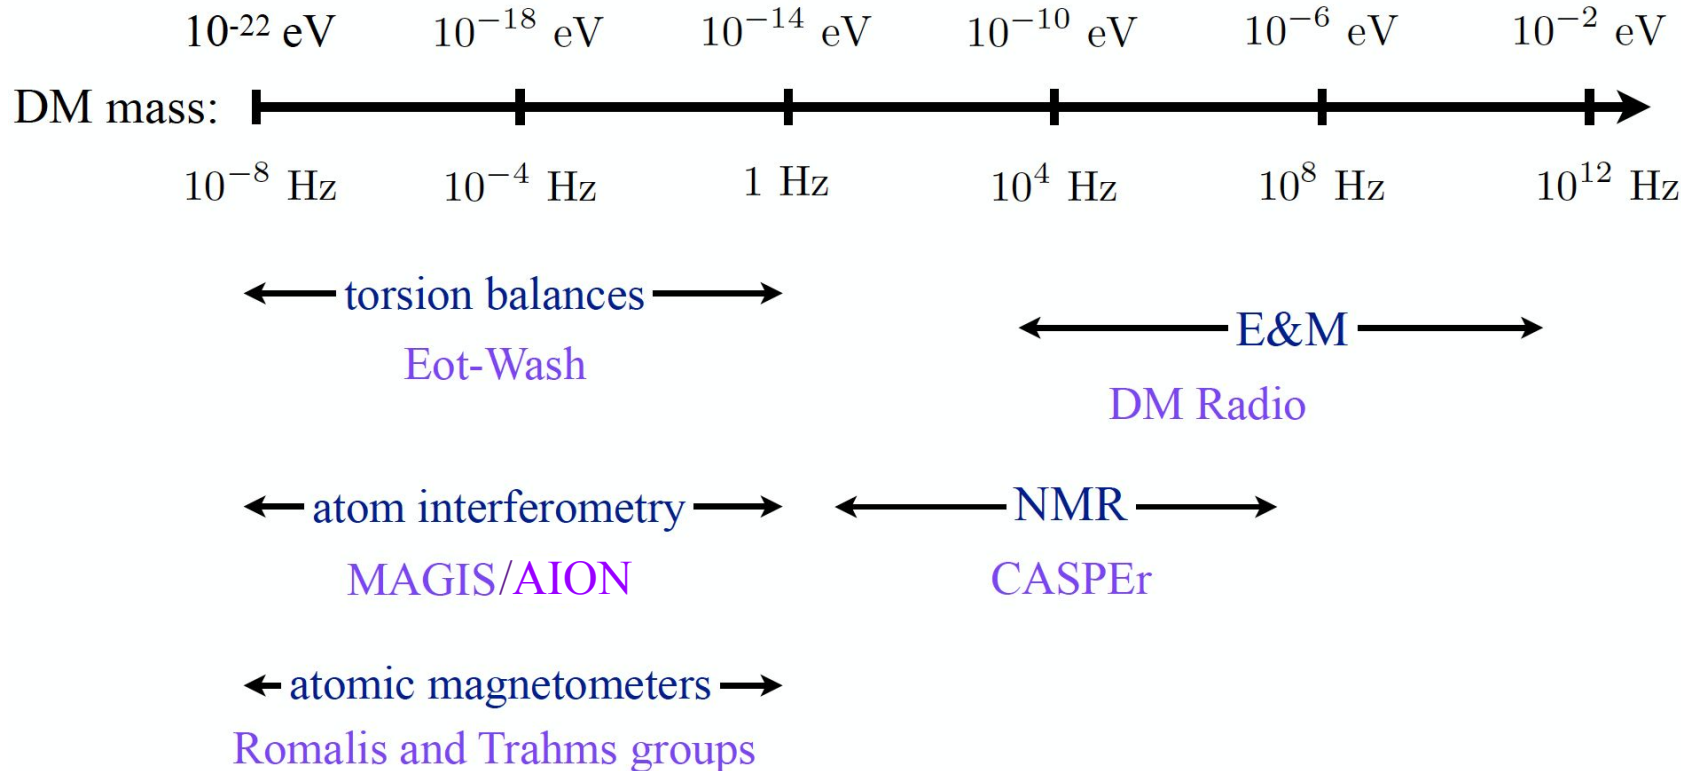 10⁻²² eV 10⁻¹⁸ eV 10⁻¹⁴ eV 10⁻¹⁰ eV 10⁻⁶ eV 10⁻² eV
DM mass:
10⁻⁸ Hz 10⁻⁴ Hz 1 Hz 10⁴ Hz 10⁸ Hz 10¹² Hz
torsion balances
Eot-Wash
E&M
DM Radio
atom interferometry
MAGIS/AION
NMR
CASPEr
atomic magnetometers
Romalis and Trahms groups